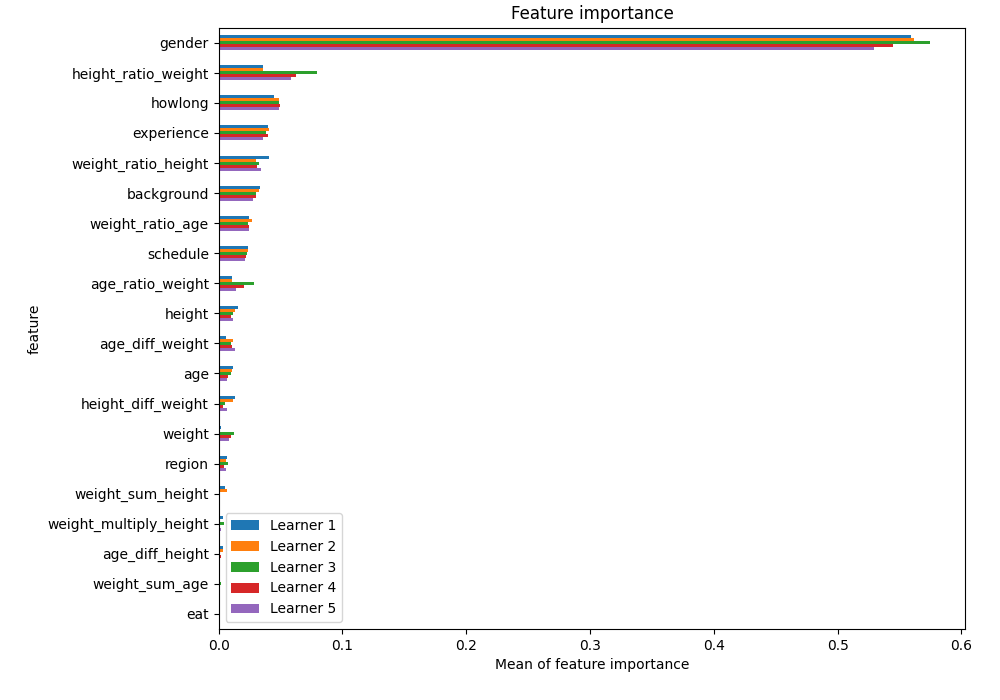 Feature importance
gender
height_ratio_weight
howlong
experience
weight_ratio_height
background
weight_ratio_age
schedule
age_ratio_weight
height
age_diff_weight
age
height_diff_weight
weight
region
weight_sum_height
weight_multiply_height
age_diff_height
weight_sum_age
eat
feature
Learner 1
Learner 2
Learner 3
Learner 4
Learner 5
0.0 0.1 0.2 0.3 0.4 0.5 0.6
Mean of feature importance